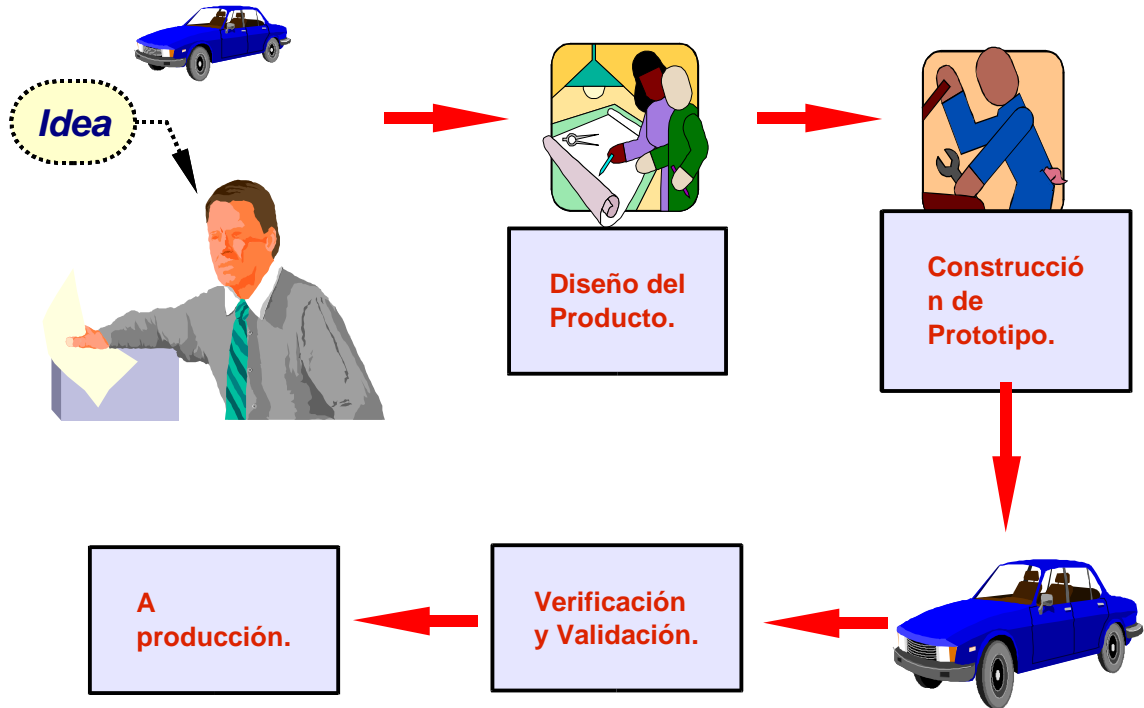 Idea
Diseño del
Producto.
Construcció
n de
Prototipo.
A
producción.
Verificación
y Validación.